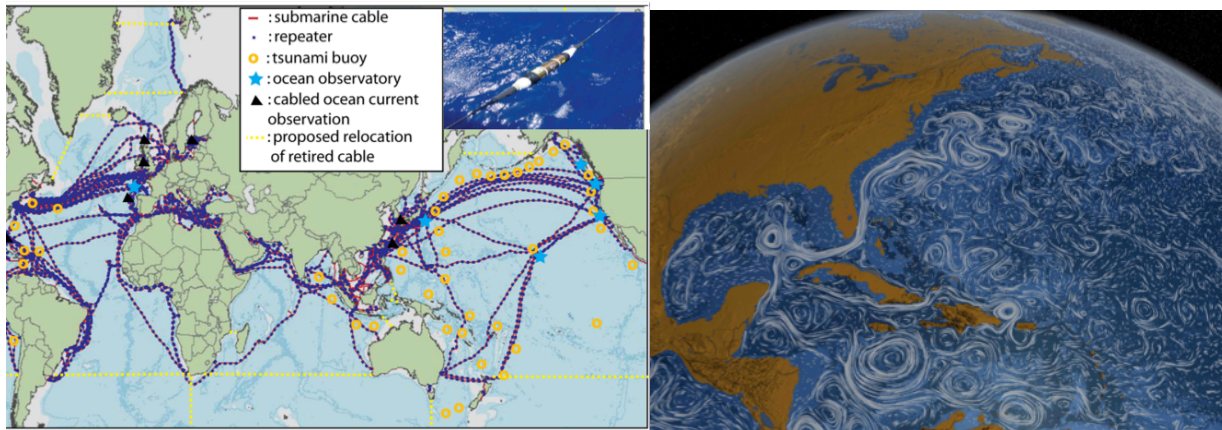 : submarine cable
: repeater
: tsunami buoy
: ocean observatory
: cabled ocean current
observation
: proposed relocation
of retired cable